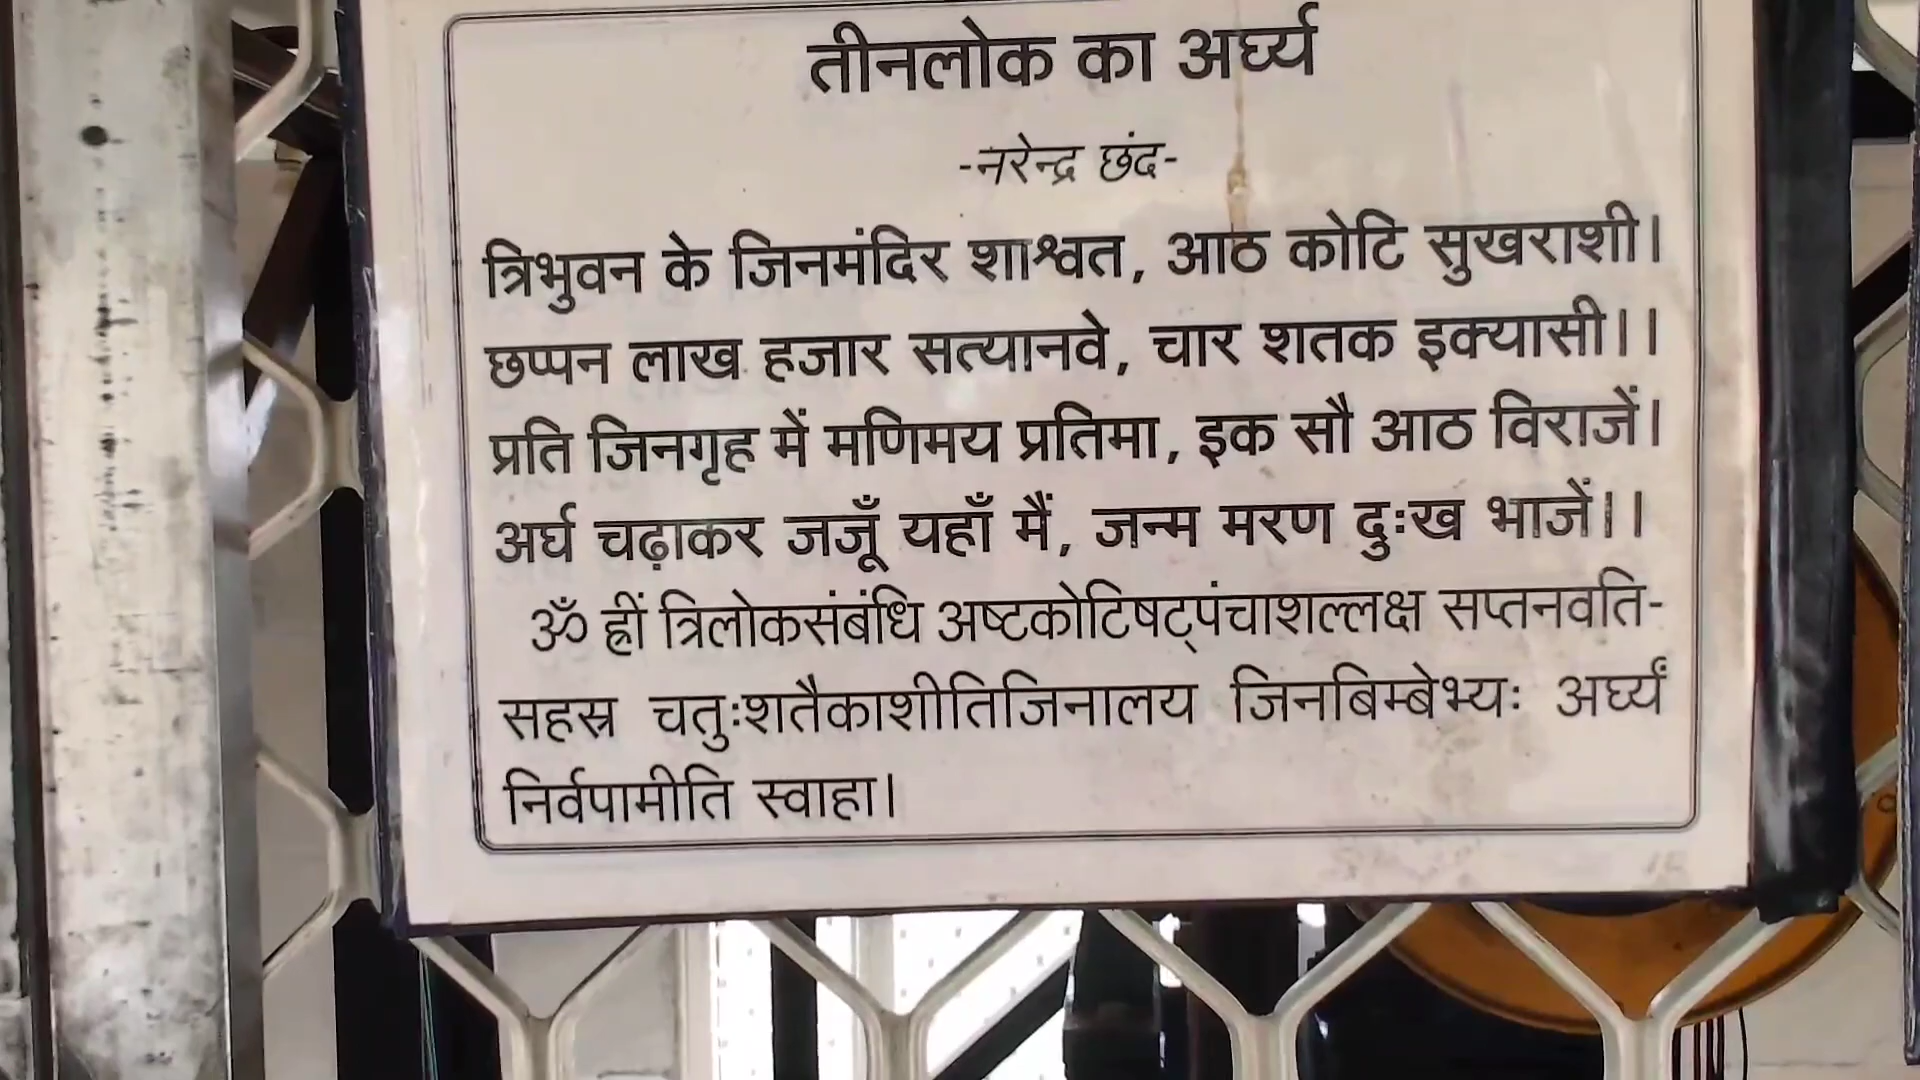 तीनलोक का अर्घ्य
-नरेन्द्र छंद-
त्रिभुवन के जिनमंदिर शाश्वत, आठ कोटि सुखराशी।
छप्पन लाख हजार सत्यानवे, चार शतक इक्यासी।।
प्रति जिनगृह में मणिमय प्रतिमा, इक सौ आठ विराजें।
अर्घ चढ़ाकर जजूँ यहाँ मैं, जन्म मरण दुःख भाजें।।
ॐ ह्रीं त्रिलोकसंबंधि अष्टकोटिषट्पंचाशल्लक्ष सप्तनवति-
सहस्र चतुःशतैकाशीतिजिनालय जिनबिम्बेभ्यः अर्घ्यं
निर्वपामीति स्वाहा।